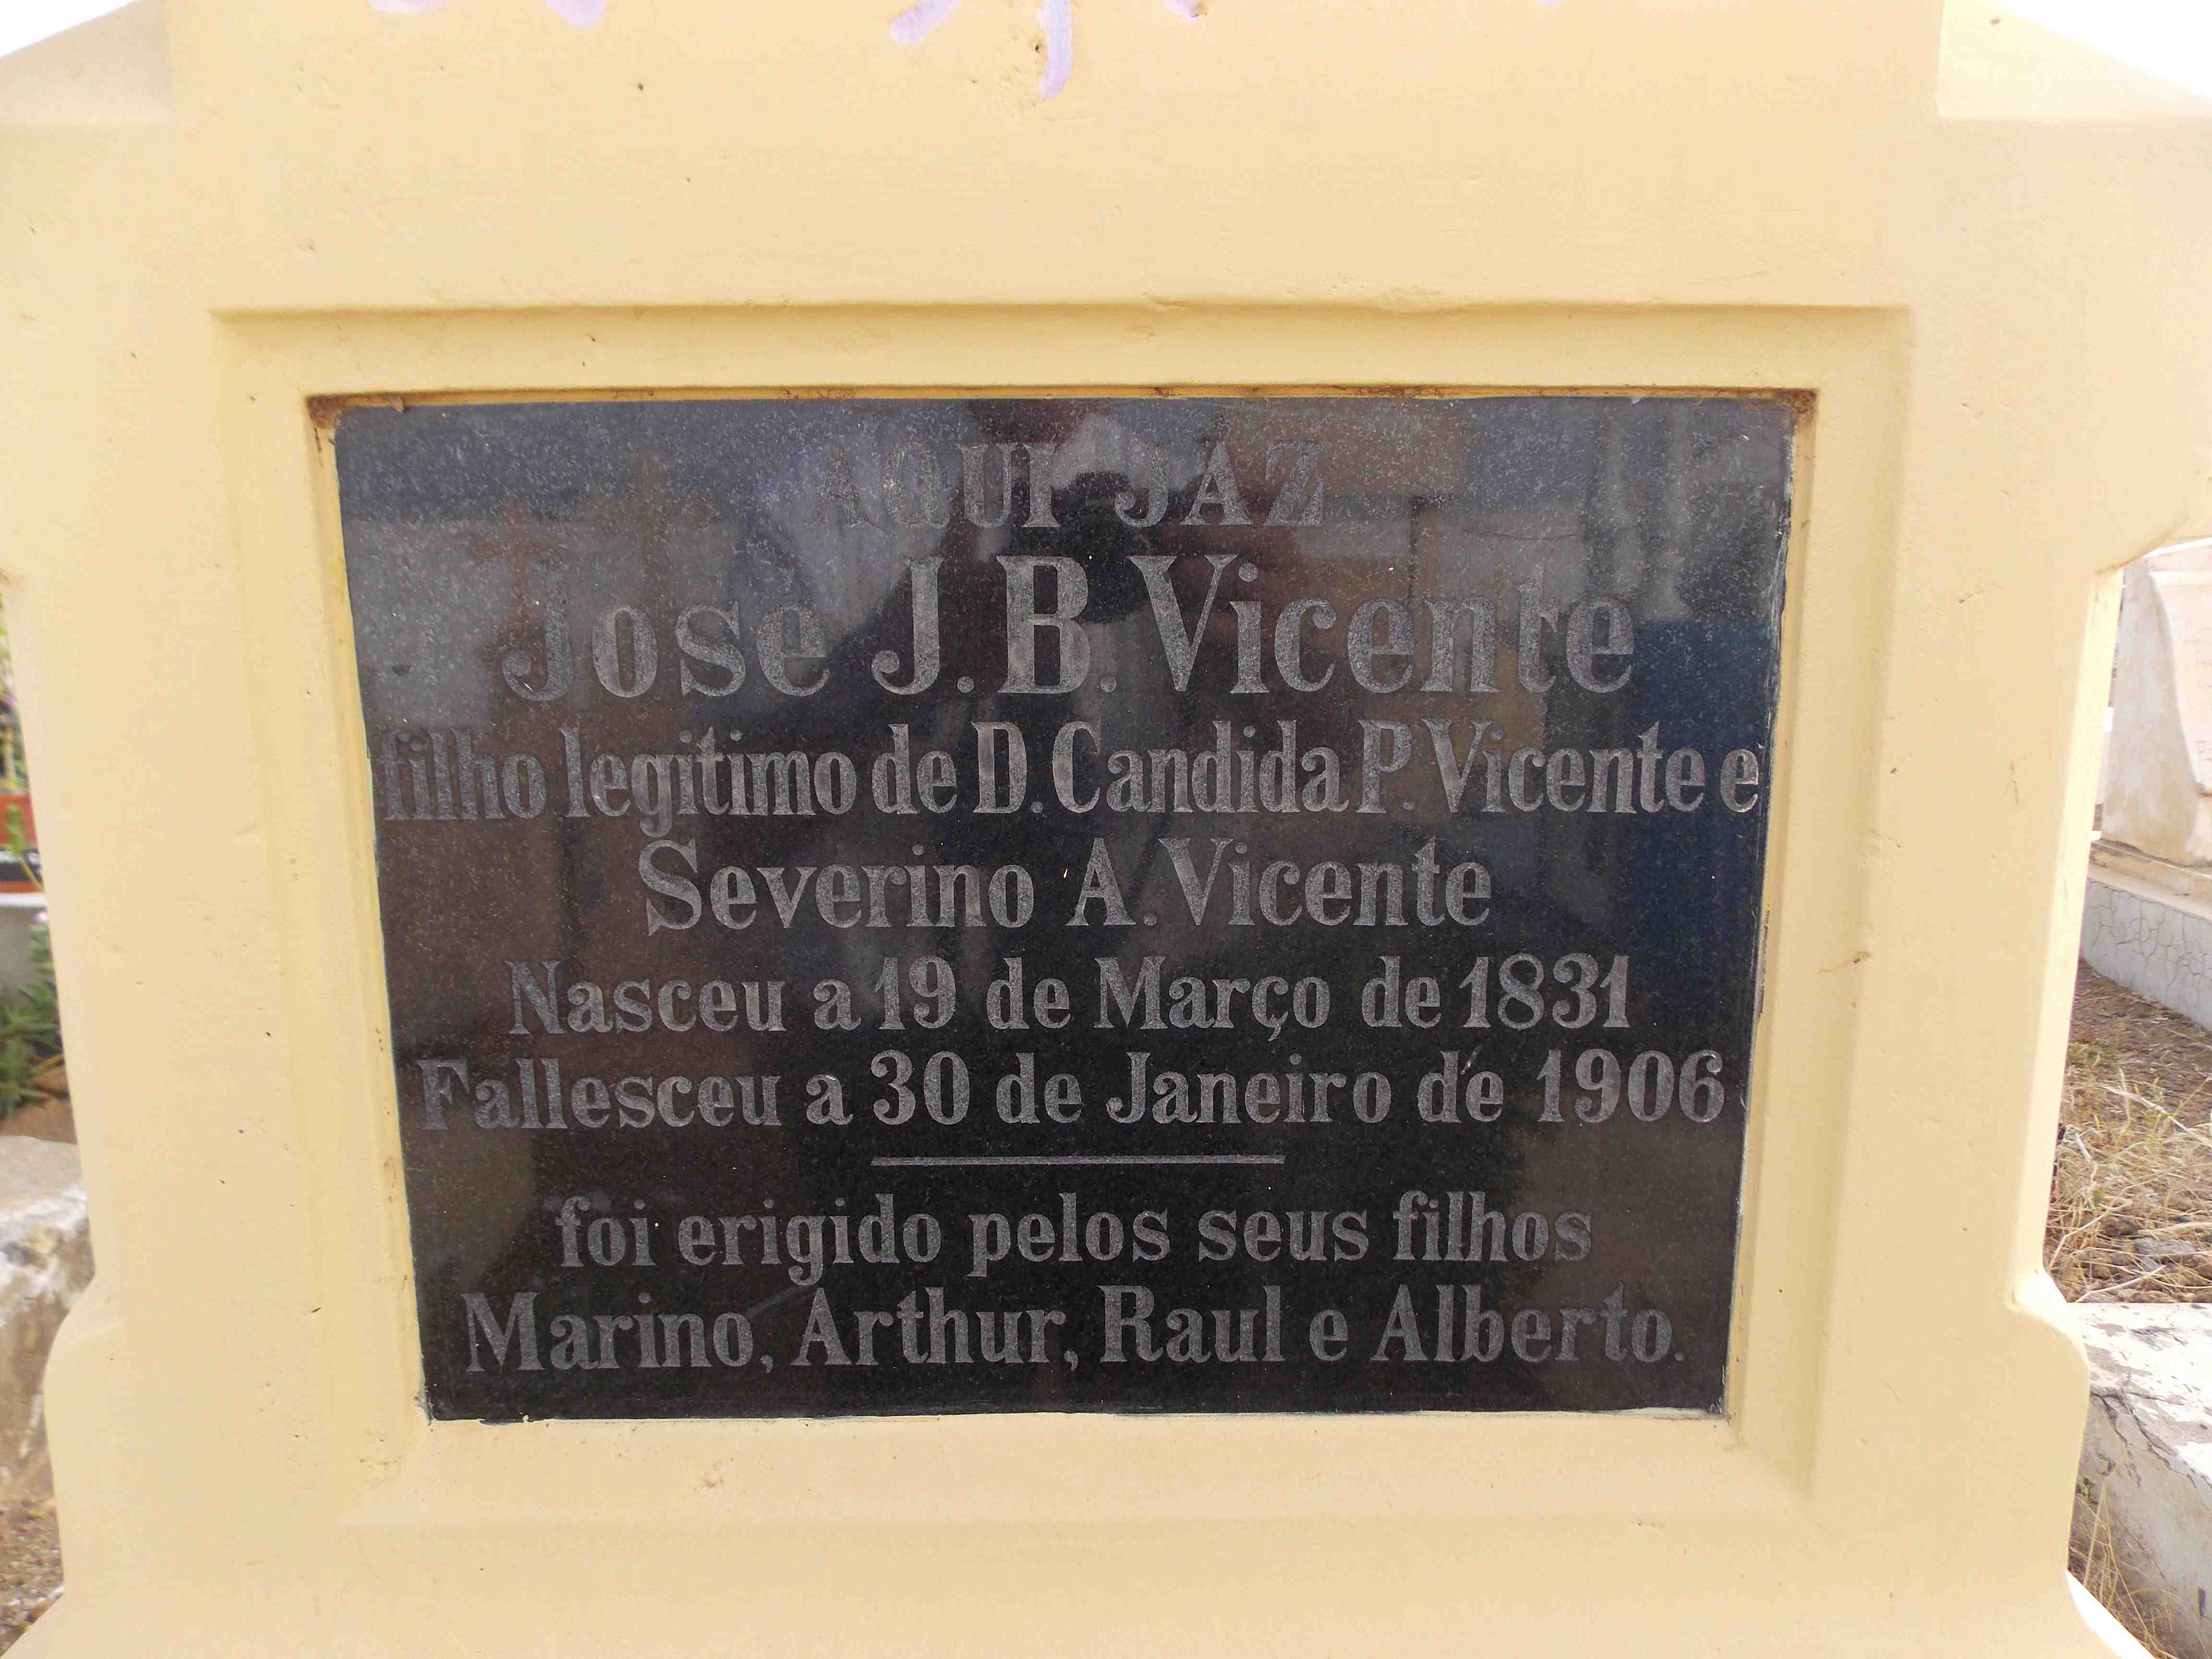 AQUI JAZ
José J. B. Vicente
filho legitimo de D. Candida P. Vicente e
Severino A. Vicente
Nasceu a 19 de Março de 1831
Fallesceu a 30 de Janeiro de 1906
foi erigido pelos seus filhos
Marino, Arthur, Raul e Alberto.